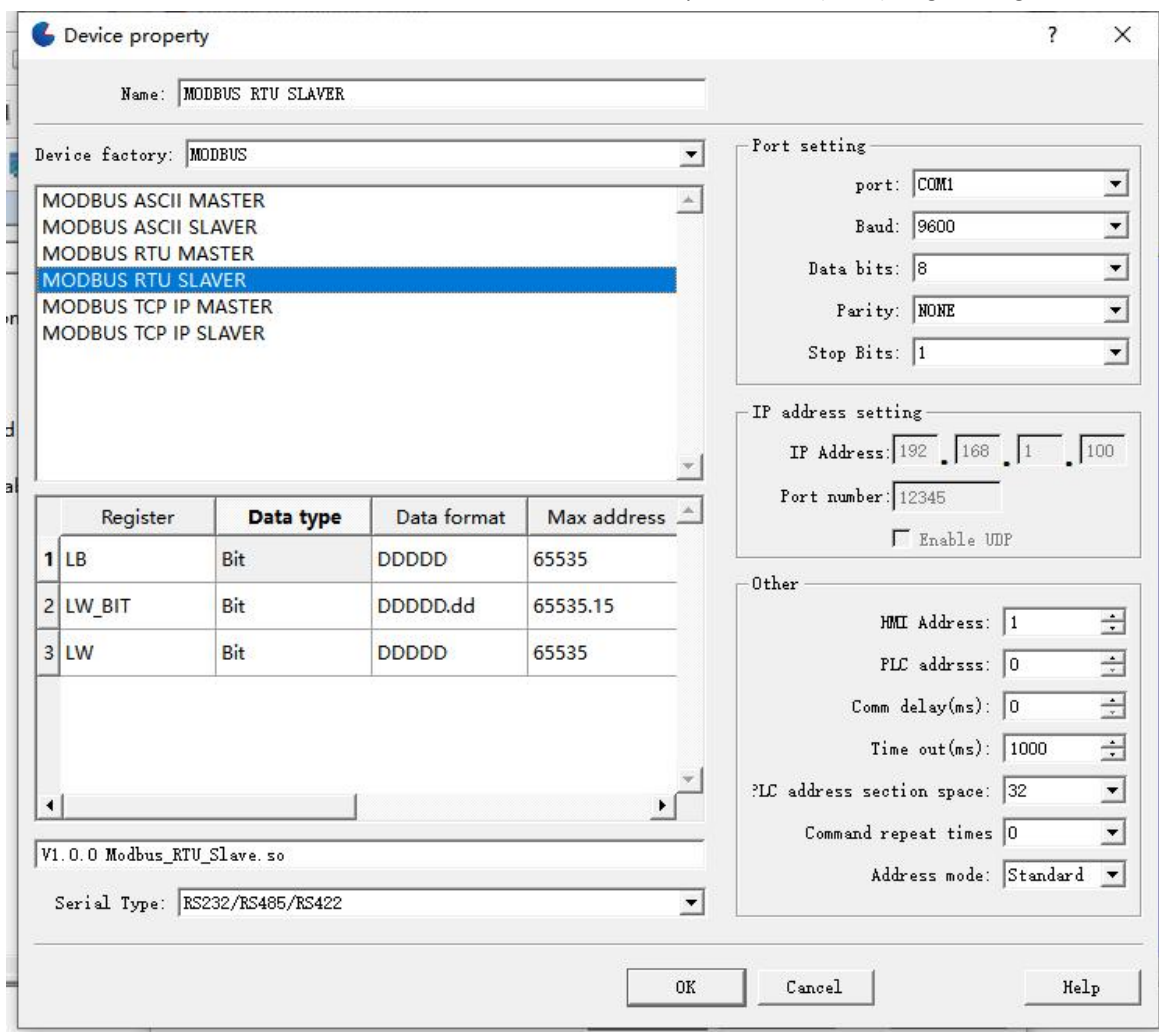 Device property
Name: MODBUS RTU SLAVER
Device factory: MODBUS
MODBUS ASCII MASTER
MODBUS ASCII SLAVER
MODBUS RTU MASTER
MODBUS RTU SLAVER
MODBUS TCP IP MASTER
MODBUS TCP IP SLAVER
Register Data type Data format Max address
1 LB Bit DDDDD 65535
2 LW_BIT Bit DDDDD.dd 65535.15
3 LW Bit DDDDD 65535
V1.0.0 Modbus_RTU_Slave.so
Serial Type: RS232/RS485/RS422
Port setting
port: COM1
Baud: 9600
Data bits: 8
Parity: NONE
Stop Bits: 1
IP address setting
IP Address: 192 . 168 . 1 . 100
Port number: 12345
Enable UDP
Other
HMI Address: 1
PLC addrsss: 0
Comm delay(ms): 0
Time out(ms): 1000
PLC address section space: 32
Command repeat times 0
Address mode: Standard
OK Cancel Help